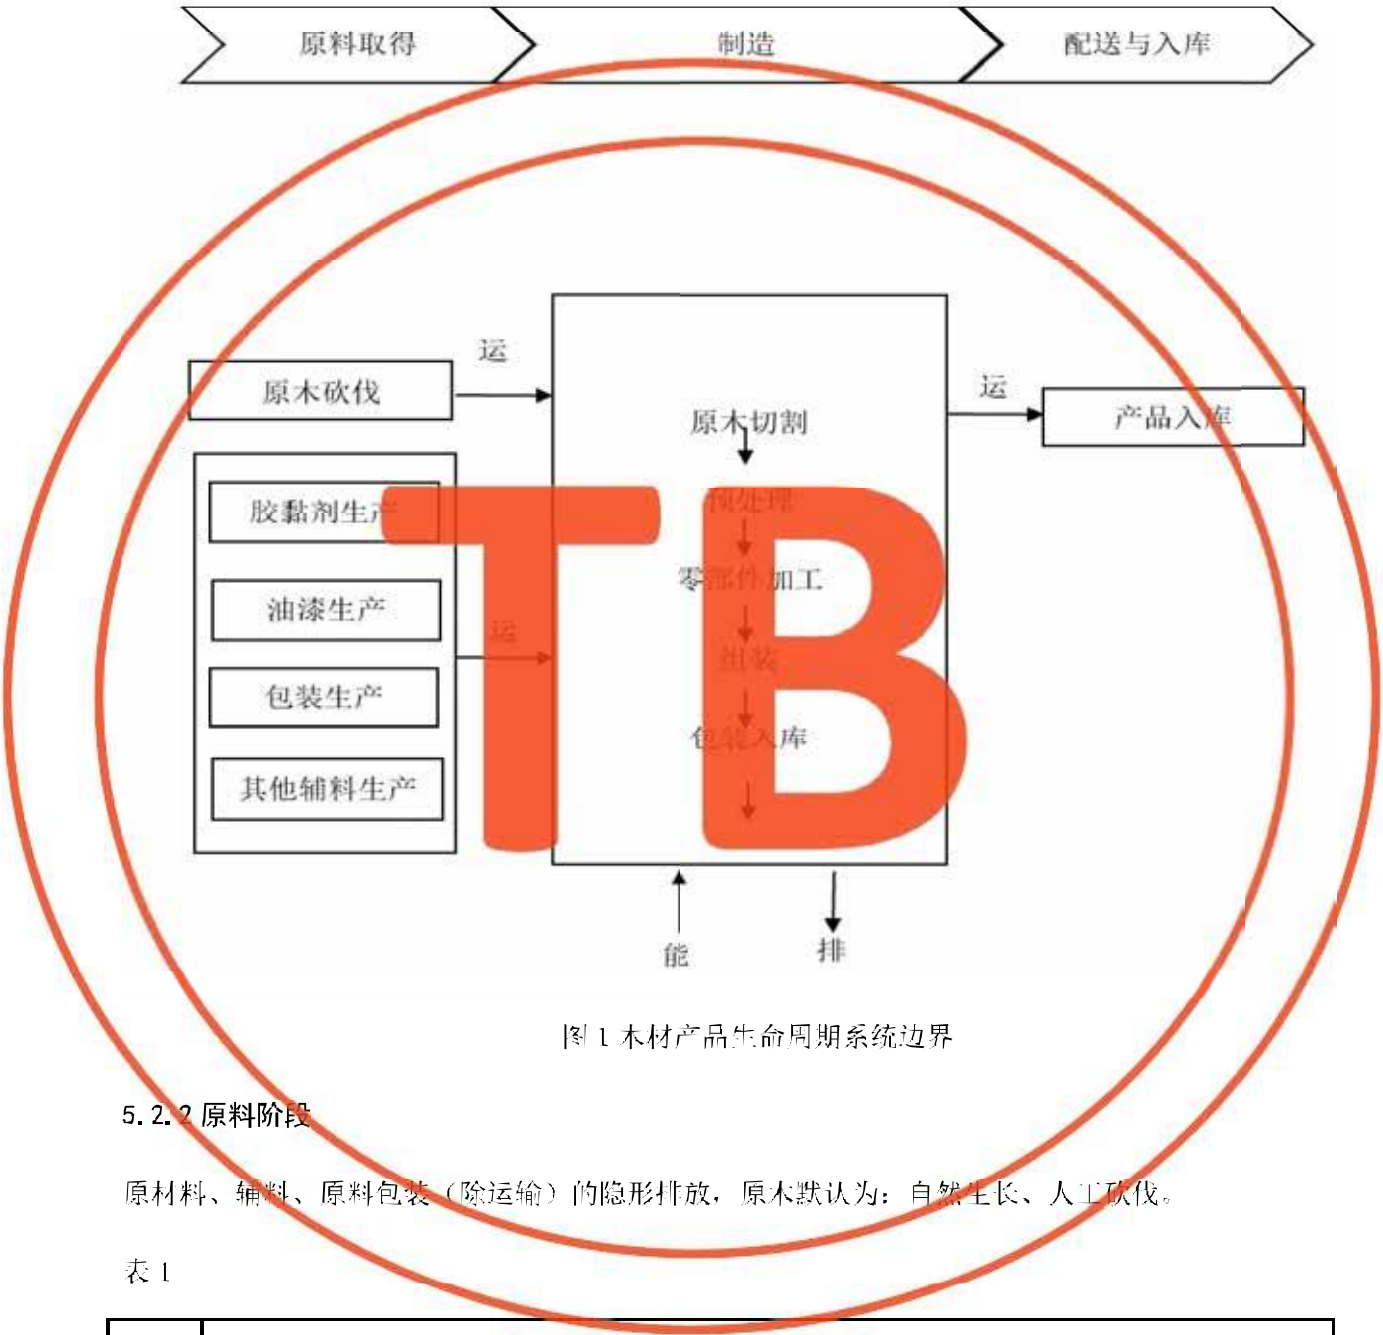 原料取得 制造 配送与入库
运
原木砍伐
运
产品入库
原木切割
胶黏剂生产
预处理
零部件加工
油漆生产
运
组装
包装生产
包装入库
其他辅料生产
能
排
TB
图 1 木材产品生命周期系统边界
5.2.2 原料阶段
原材料、辅料、原料包装（除运输）的隐形排放，原木默认为：自然生长、人工砍伐。
表 1